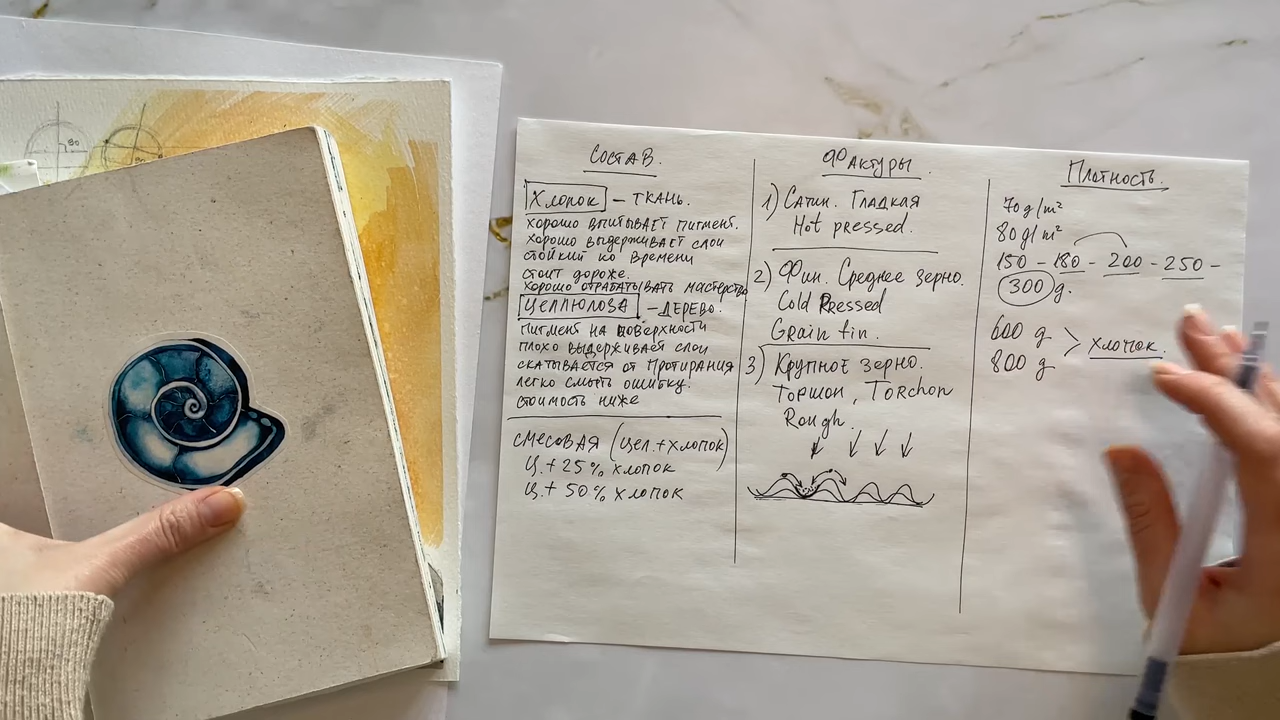 Состав.
Хлопок — ткань.
хорошо впитывает пигмент.
хорошо выдерживает слои
стойкий ко времени
стоит дороже.
хорошо отрабатывать мастерство
Целлюлоза — дерево.
пигмент на поверхности
плохо выдерживает слои
скатывается от протирания
легко смыть ошибку.
стоимость ниже
смесовая (цел.+хлопок)
ц.+ 25% хлопок
ц.+ 50% хлопок
Фактуры.
1) Сатин. Гладкая
Hot pressed.
2) Фин. Среднее зерно.
Cold Pressed
Grain fin.
3) Крупное зерно.
Торшон, Torchon
Rough.
Плотность.
70 g/m²
80 g/m²
150 - 180 - 200 - 250 -
300 g.
600 g
800 g > хлопок.
80